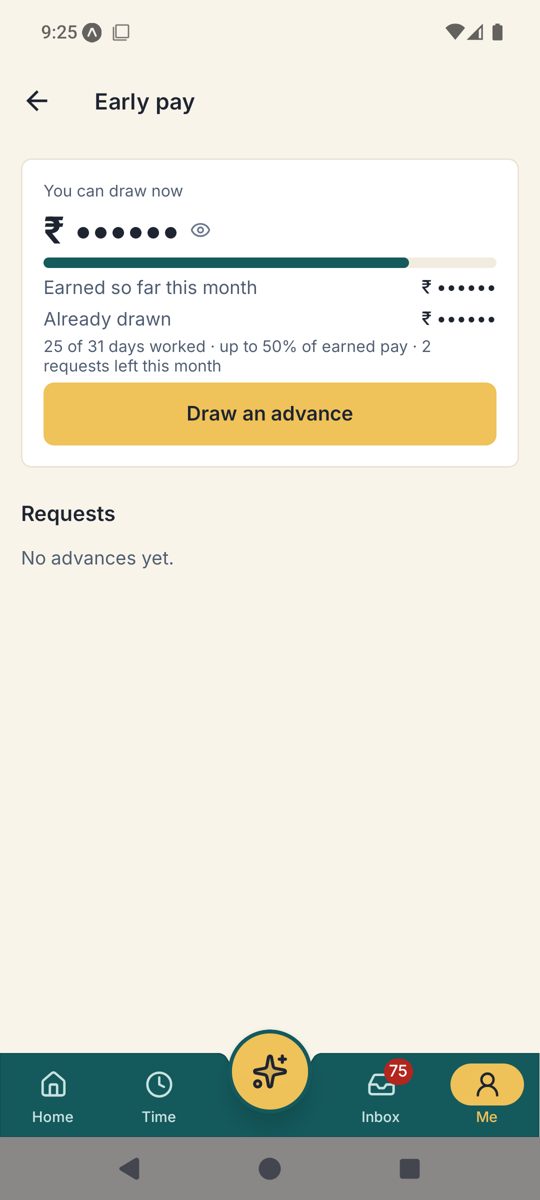 9:25
Early pay
You can draw now
₹ ••••••
Earned so far this month ₹ ••••••
Already drawn ₹ ••••••
25 of 31 days worked · up to 50% of earned pay · 2
requests left this month
Draw an advance
Requests
No advances yet.
75
Home Time Inbox Me